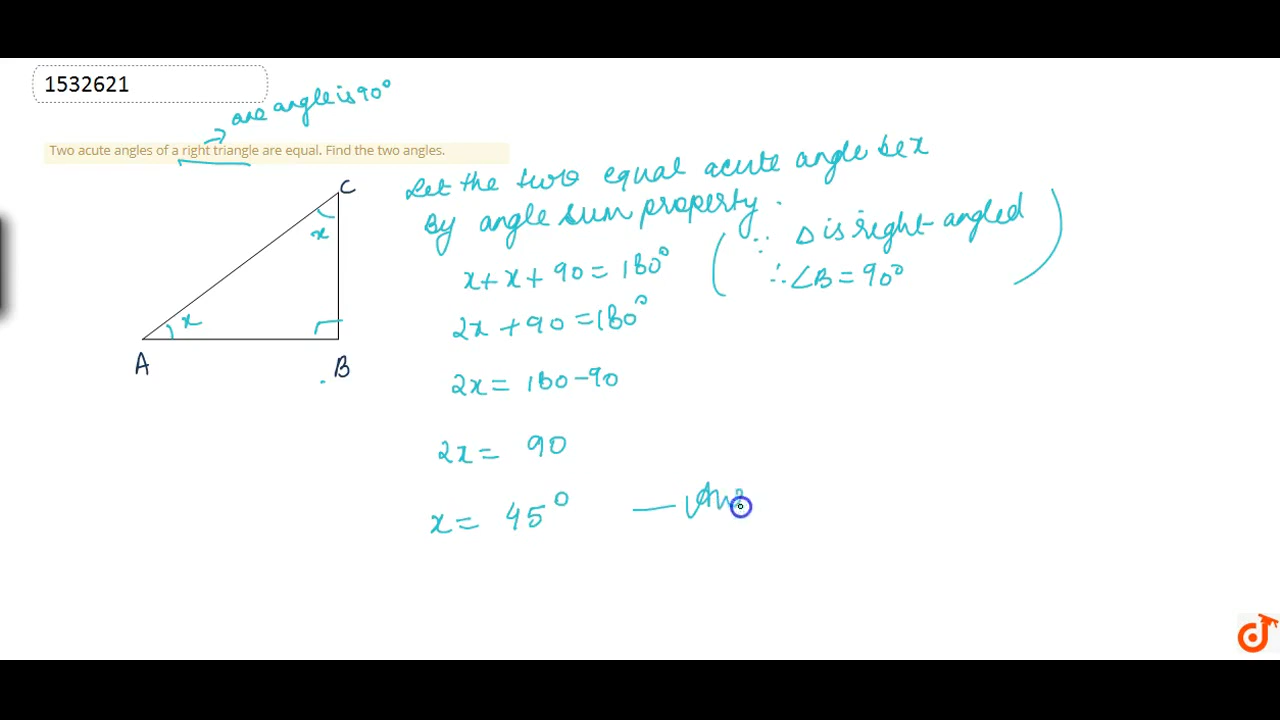 1532621
are angle is 90°
Two acute angles of a right triangle are equal. Find the two angles.
C
x
x
A
B
Let the two equal acute angle be x
By angle sum property.
x + x + 90 = 180°
( ∵ Δ is right-angled
∴ ∠B = 90° )
2x + 90 = 180°
2x = 180 - 90
2x = 90
x = 45° — Ans